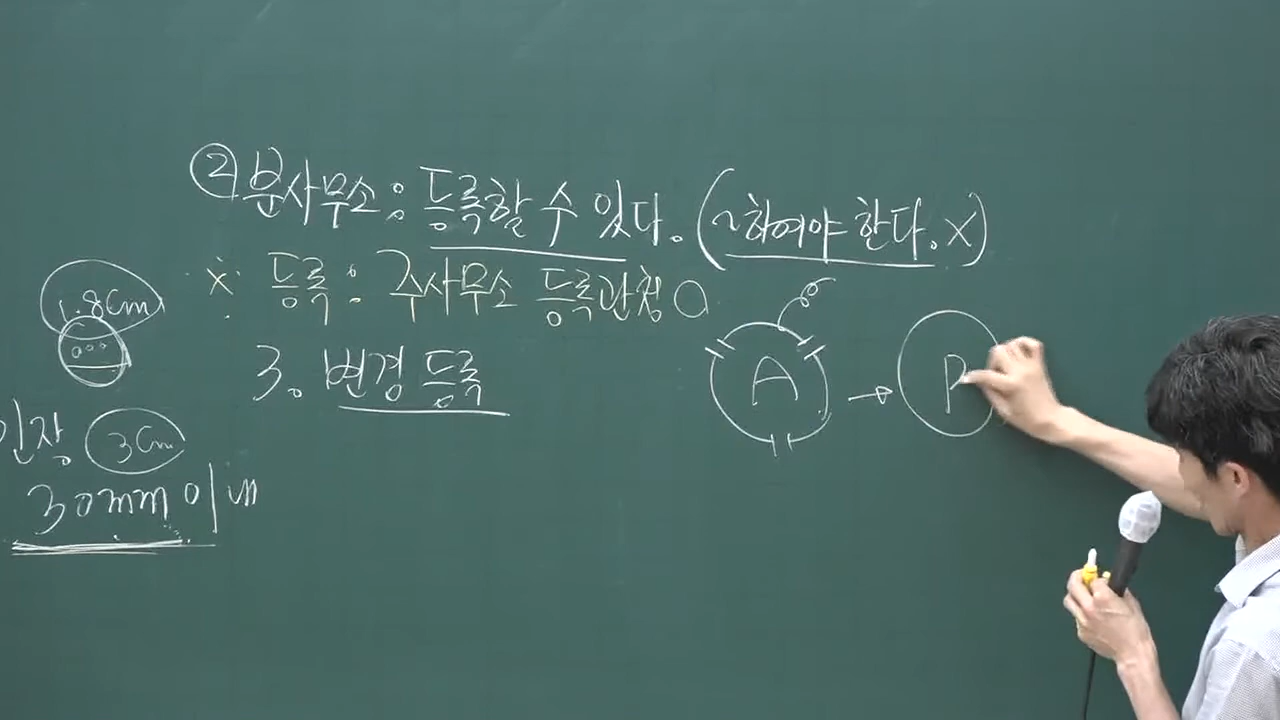 ②분사무소: 등록할 수 있다. (~하여야 한다. X)
※ 등록: 주사무소 등록관청 O
3. 변경 등록
1.8cm
인장 3cm
30mm 이내
A → P